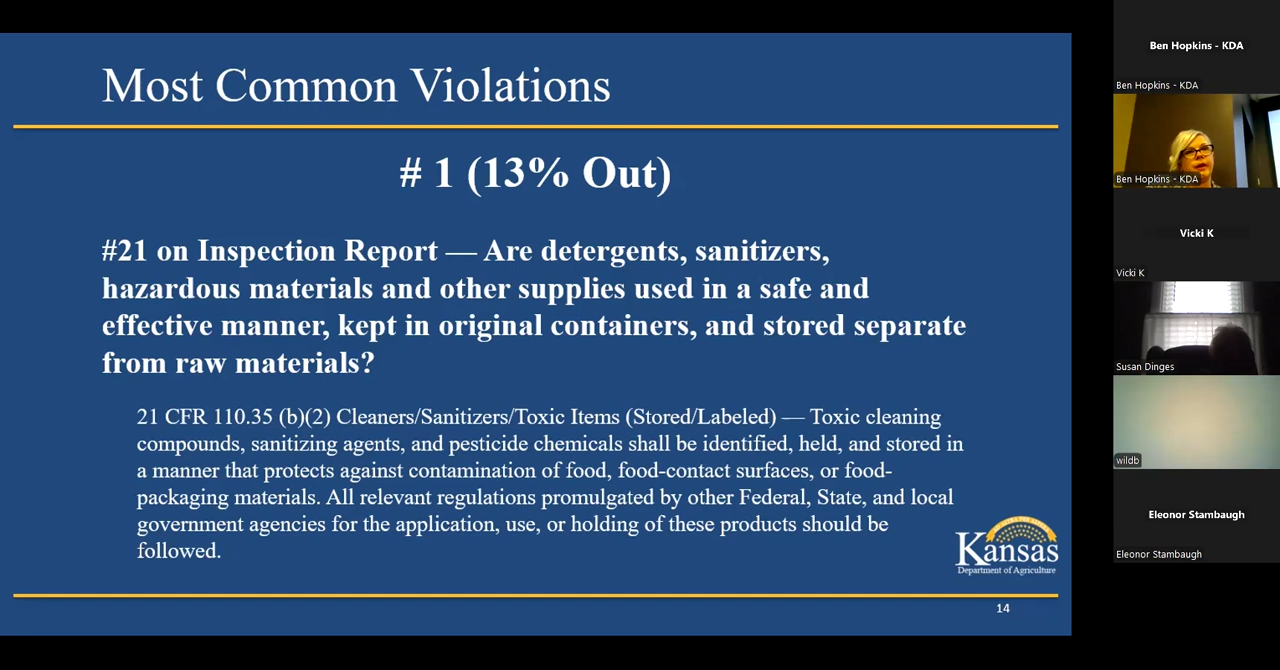 Most Common Violations
# 1 (13% Out)
#21 on Inspection Report — Are detergents, sanitizers,
hazardous materials and other supplies used in a safe and
effective manner, kept in original containers, and stored separate
from raw materials?
21 CFR 110.35 (b)(2) Cleaners/Sanitizers/Toxic Items (Stored/Labeled) — Toxic cleaning
compounds, sanitizing agents, and pesticide chemicals shall be identified, held, and stored in
a manner that protects against contamination of food, food-contact surfaces, or food-
packaging materials. All relevant regulations promulgated by other Federal, State, and local
government agencies for the application, use, or holding of these products should be
followed.
Kansas
Department of Agriculture
14
Ben Hopkins - KDA
Ben Hopkins - KDA
Ben Hopkins - KDA
Vicki K
Vicki K
Susan Dinges
wildb
Eleonor Stambaugh
Eleonor Stambaugh